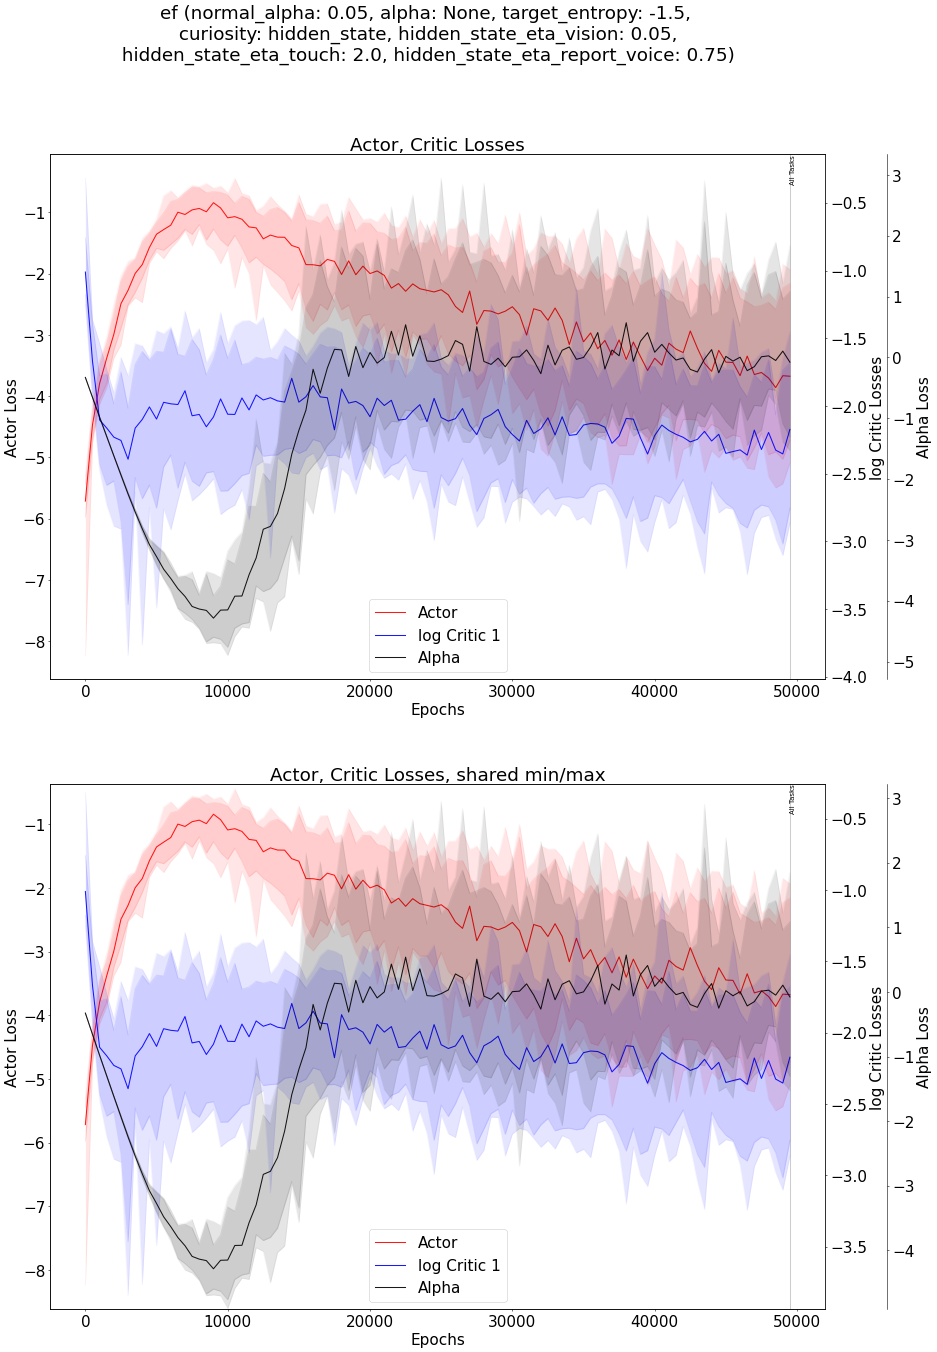 ef (normal_alpha: 0.05, alpha: None, target_entropy: -1.5,
curiosity: hidden_state, hidden_state_eta_vision: 0.05,
hidden_state_eta_touch: 2.0, hidden_state_eta_report_voice: 0.75)
Actor, Critic Losses
All Tasks
−1
−2
−3
−4
−5
−6
−7
−8
Actor Loss
−0.5
−1.0
−1.5
−2.0
−2.5
−3.0
−3.5
−4.0
log Critic Losses
3
2
1
0
−1
−2
−3
−4
−5
Alpha Loss
Actor
log Critic 1
Alpha
0
10000
20000
30000
40000
50000
Epochs
Actor, Critic Losses, shared min/max
All Tasks
−1
−2
−3
−4
−5
−6
−7
−8
Actor Loss
−0.5
−1.0
−1.5
−2.0
−2.5
−3.0
−3.5
log Critic Losses
3
2
1
0
−1
−2
−3
−4
Alpha Loss
Actor
log Critic 1
Alpha
0
10000
20000
30000
40000
50000
Epochs